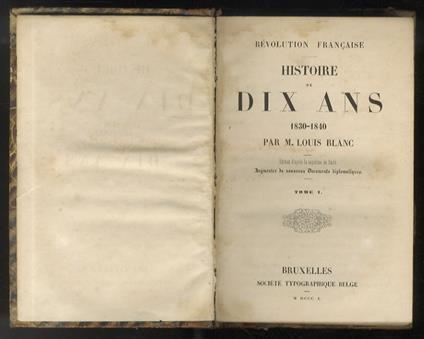 RÉVOLUTION FRANÇAISE
HISTOIRE
DE
DIX ANS
1830-1840
PAR M. LOUIS BLANC
Édition d'après la septième de Paris
Augmentée de nouveaux Documents diplomatiques.
TOME I.
BRUXELLES
SOCIÉTÉ TYPOGRAPHIQUE BELGE
M DCCC L